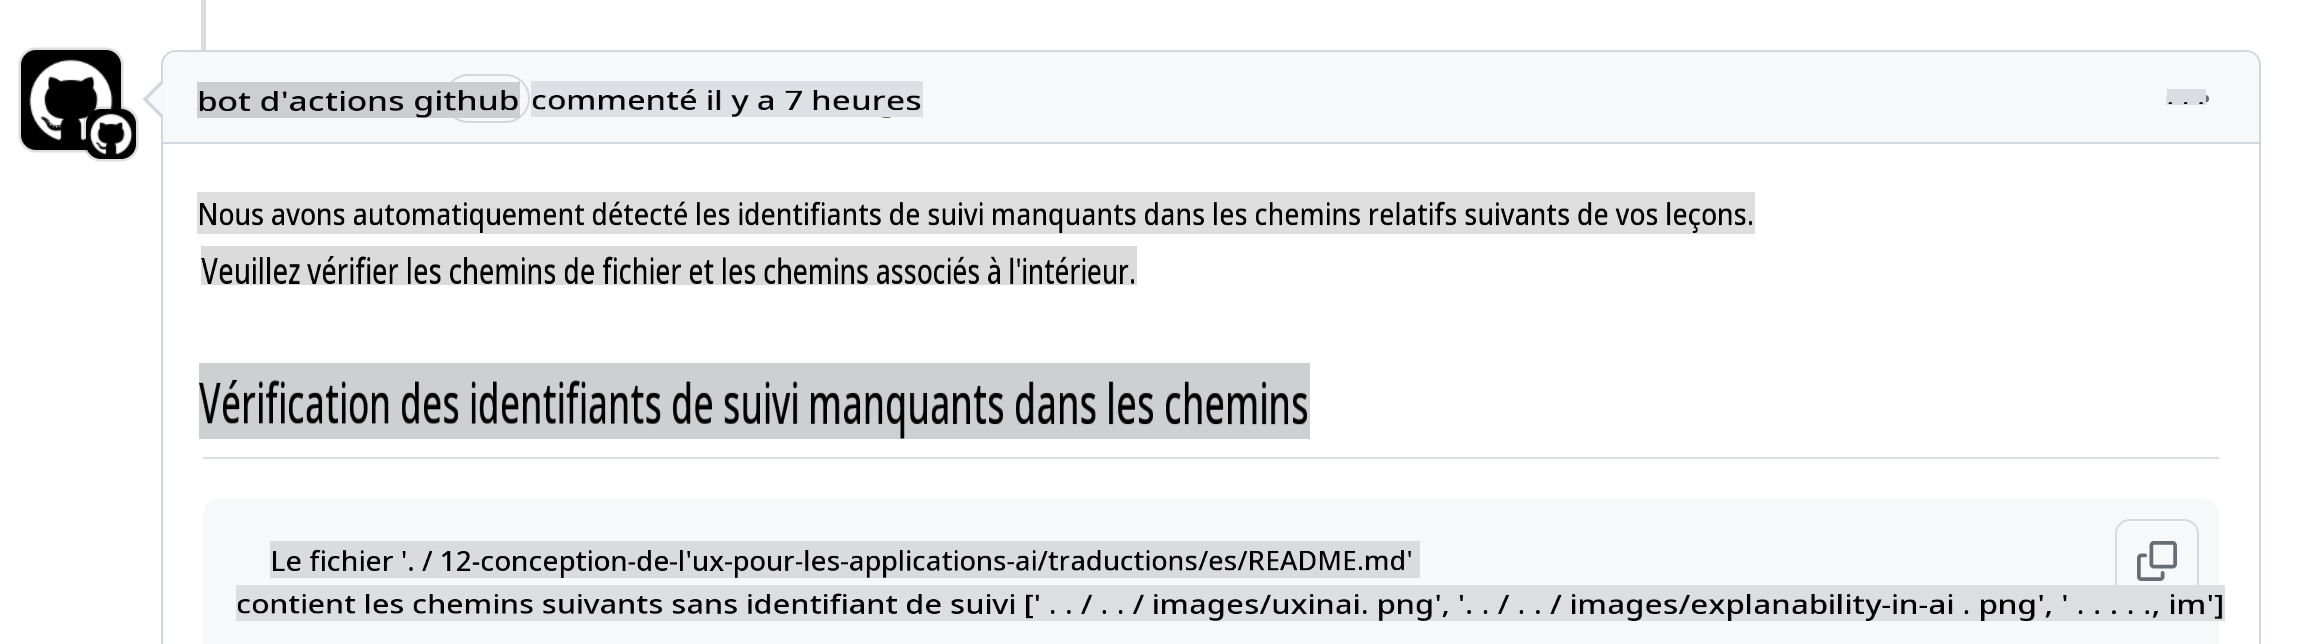 bot d'actions github commenté il y a 7 heures ...
Nous avons automatiquement détecté les identifiants de suivi manquants dans les chemins relatifs suivants de vos leçons.
Veuillez vérifier les chemins de fichier et les chemins associés à l'intérieur.
Vérification des identifiants de suivi manquants dans les chemins
Le fichier '. / 12-conception-de-l'ux-pour-les-applications-ai/traductions/es/README.md'
contient les chemins suivants sans identifiant de suivi [' . . / . . / images/uxinai. png', '. . / . . / images/explanability-in-ai . png', ' . . . . ., im']